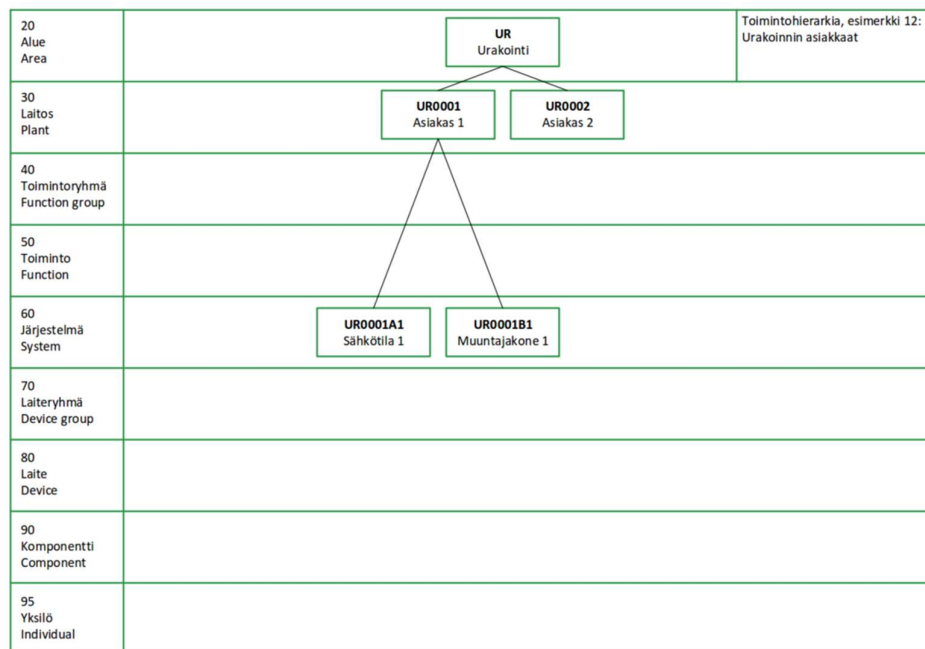 20
Alue
Area
UR
Urakointi
Toimintohierarkia, esimerkki 12:
Urakoinnin asiakkaat
30
Laitos
Plant
UR0001
Asiakas 1
UR0002
Asiakas 2
40
Toimintoryhmä
Function group
50
Toiminto
Function
60
Järjestelmä
System
UR0001A1
Sähkötila 1
UR0001B1
Muuntajakone 1
70
Laiteryhmä
Device group
80
Laite
Device
90
Komponentti
Component
95
Yksilö
Individual